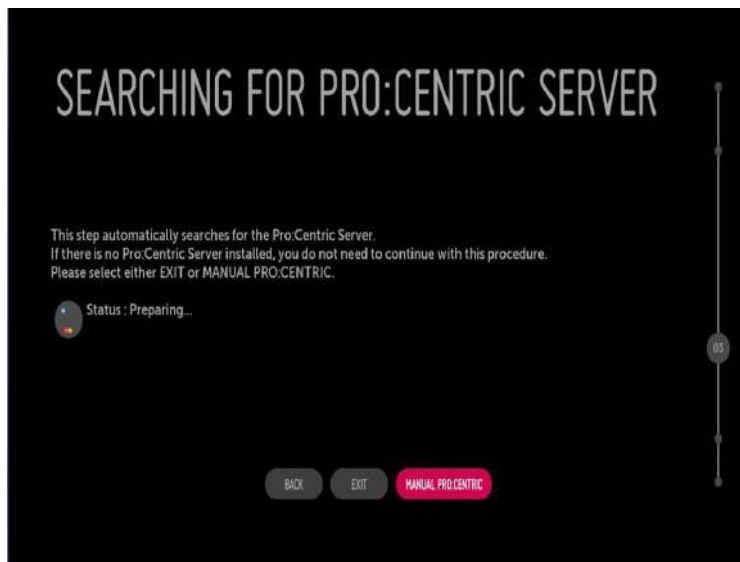 SEARCHING FOR PRO:CENTRIC SERVER
This step automatically searches for the Pro:Centric Server.
If there is no Pro:Centric Server installed, you do not need to continue with this procedure.
Please select either EXIT or MANUAL PRO:CENTRIC.
Status : Preparing...
03
BACK EXIT MANUAL PRO:CENTRIC